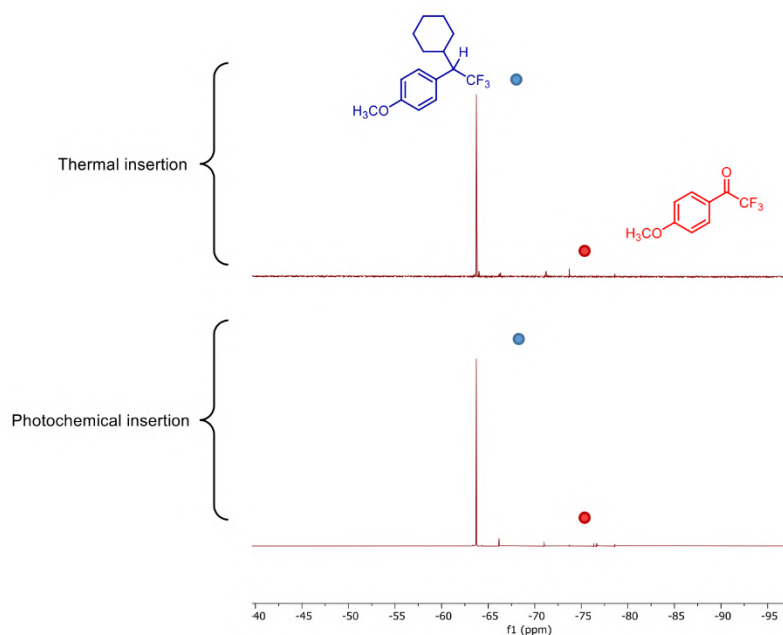 H
CF3
H3CO
Thermal insertion
O
CF3
H3CO
Photochemical insertion
-40 -45 -50 -55 -60 -65 -70 -75 -80 -85 -90 -95
f1 (ppm)